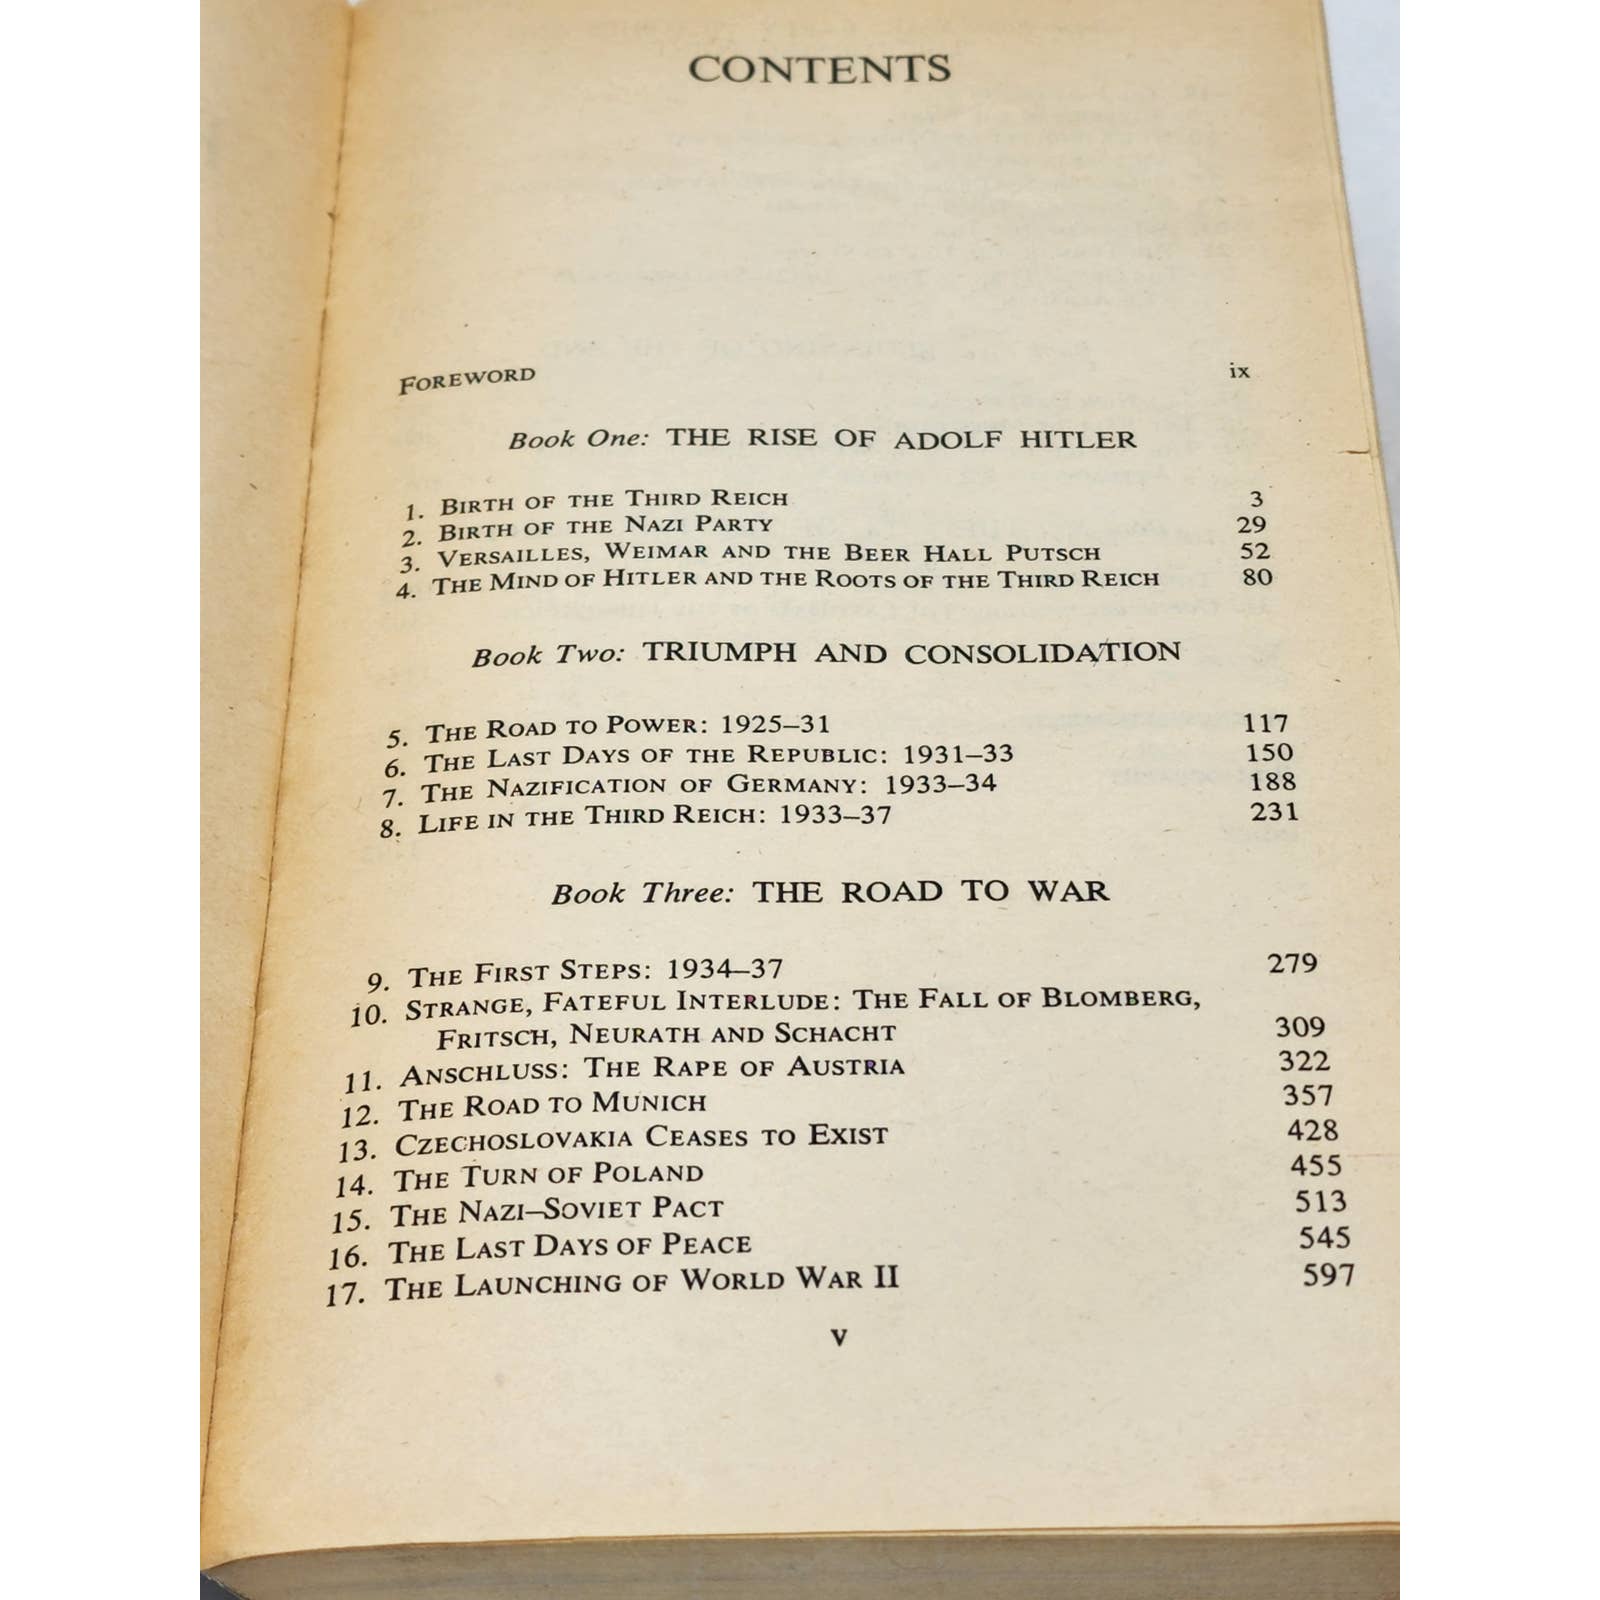 CONTENTS
FOREWORD ix
Book One: THE RISE OF ADOLF HITLER
1. BIRTH OF THE THIRD REICH 3
2. BIRTH OF THE NAZI PARTY 29
3. VERSAILLES, WEIMAR AND THE BEER HALL PUTSCH 52
4. THE MIND OF HITLER AND THE ROOTS OF THE THIRD REICH 80
Book Two: TRIUMPH AND CONSOLIDATION
5. THE ROAD TO POWER: 1925–31 117
6. THE LAST DAYS OF THE REPUBLIC: 1931–33 150
7. THE NAZIFICATION OF GERMANY: 1933–34 188
8. LIFE IN THE THIRD REICH: 1933–37 231
Book Three: THE ROAD TO WAR
9. THE FIRST STEPS: 1934–37 279
10. STRANGE, FATEFUL INTERLUDE: THE FALL OF BLOMBERG,
FRITSCH, NEURATH AND SCHACHT 309
11. ANSCHLUSS: THE RAPE OF AUSTRIA 322
12. THE ROAD TO MUNICH 357
13. CZECHOSLOVAKIA CEASES TO EXIST 428
14. THE TURN OF POLAND 455
15. THE NAZI–SOVIET PACT 513
16. THE LAST DAYS OF PEACE 545
17. THE LAUNCHING OF WORLD WAR II 597
v